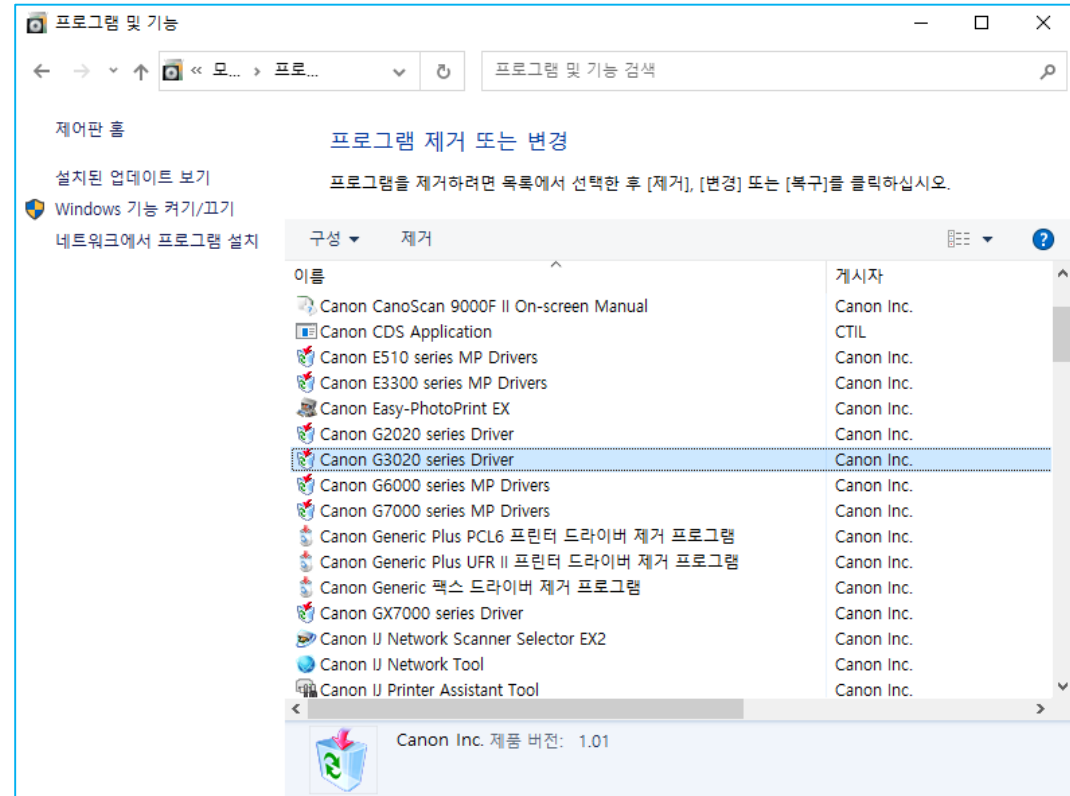 프로그램 및 기능
« 모... › 프로...
프로그램 및 기능 검색
제어판 홈
설치된 업데이트 보기
Windows 기능 켜기/끄기
네트워크에서 프로그램 설치
프로그램 제거 또는 변경
프로그램을 제거하려면 목록에서 선택한 후 [제거], [변경] 또는 [복구]를 클릭하십시오.
구성 제거
이름 게시자
Canon CanoScan 9000F II On-screen Manual Canon Inc.
Canon CDS Application CTIL
Canon E510 series MP Drivers Canon Inc.
Canon E3300 series MP Drivers Canon Inc.
Canon Easy-PhotoPrint EX Canon Inc.
Canon G2020 series Driver Canon Inc.
Canon G3020 series Driver Canon Inc.
Canon G6000 series MP Drivers Canon Inc.
Canon G7000 series MP Drivers Canon Inc.
Canon Generic Plus PCL6 프린터 드라이버 제거 프로그램 Canon Inc.
Canon Generic Plus UFR II 프린터 드라이버 제거 프로그램 Canon Inc.
Canon Generic 팩스 드라이버 제거 프로그램 Canon Inc.
Canon GX7000 series Driver Canon Inc.
Canon IJ Network Scanner Selector EX2 Canon Inc.
Canon IJ Network Tool Canon Inc.
Canon IJ Printer Assistant Tool Canon Inc.
Canon Inc. 제품 버전: 1.01